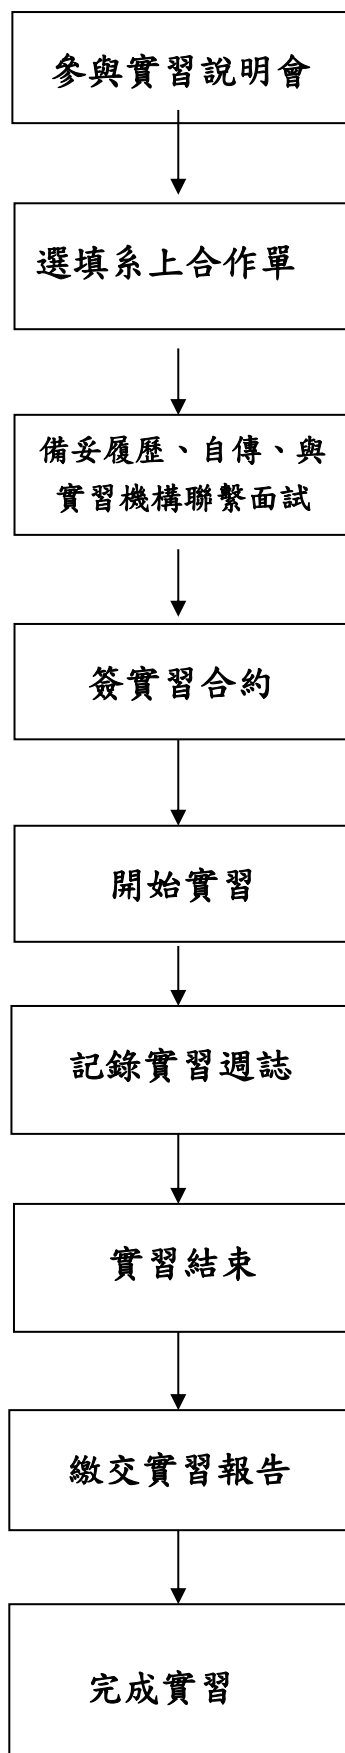 參與實習說明會
選填系上合作單
備妥履歷、自傳、與
實習機構聯繫面試
簽實習合約
開始實習
記錄實習週誌
實習結束
繳交實習報告
完成實習